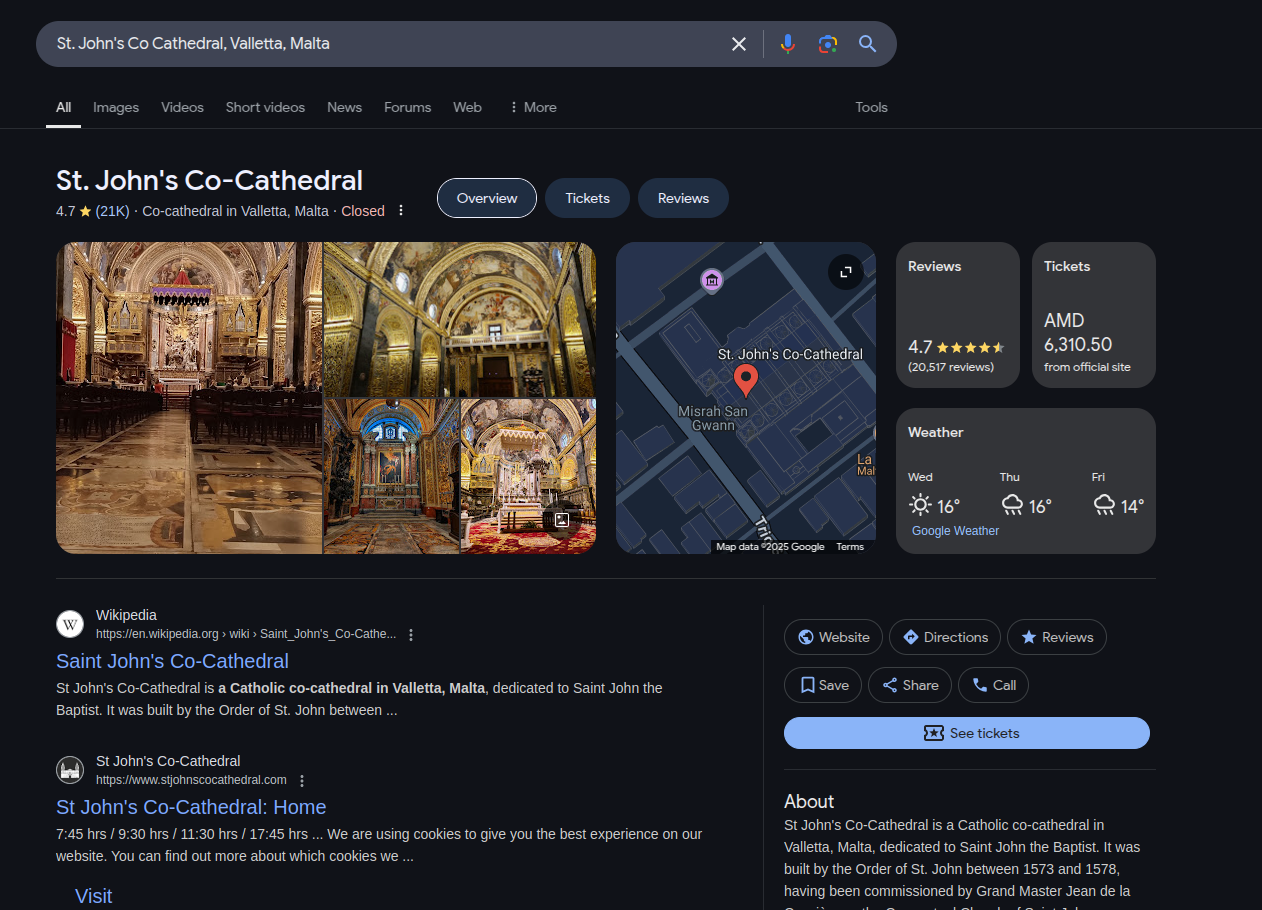 St. John's Co Cathedral, Valletta, Malta
All Images Videos Short videos News Forums Web More Tools
St. John's Co-Cathedral
4.7 (21K) · Co-cathedral in Valletta, Malta · Closed
Overview Tickets Reviews
St. John's Co-Cathedral
Misrah San
Gwann
La
Mal
Map data ©2025 Google Terms
Reviews
4.7
(20,517 reviews)
Tickets
AMD
6,310.50
from official site
Weather
Wed Thu Fri
16° 16° 14°
Google Weather
W
Wikipedia
https://en.wikipedia.org › wiki › Saint_John's_Co-Cathe...
Saint John's Co-Cathedral
St John's Co-Cathedral is a Catholic co-cathedral in Valletta, Malta, dedicated to Saint John the
Baptist. It was built by the Order of St. John between ...
St John's Co-Cathedral
https://www.stjohnscocathedral.com
St John's Co-Cathedral: Home
7:45 hrs / 9:30 hrs / 11:30 hrs / 17:45 hrs ... We are using cookies to give you the best experience on our
website. You can find out more about which cookies we ...
Visit
Website Directions Reviews
Save Share Call
See tickets
About
St John's Co-Cathedral is a Catholic co-cathedral in
Valletta, Malta, dedicated to Saint John the Baptist. It was
built by the Order of St. John between 1573 and 1578,
having been commissioned by Grand Master Jean de la